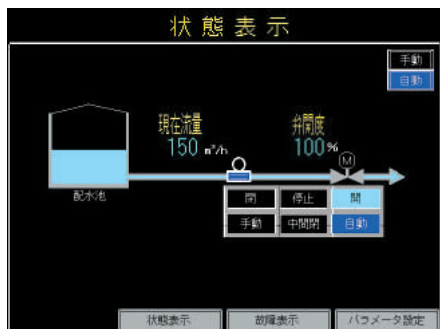 状態表示
手動
自動
現在流量
弁開度
150 m³/h
100%
M
配水池
閉 停止 開
手動 中間閉 自動
状態表示 故障表示 パラメータ設定